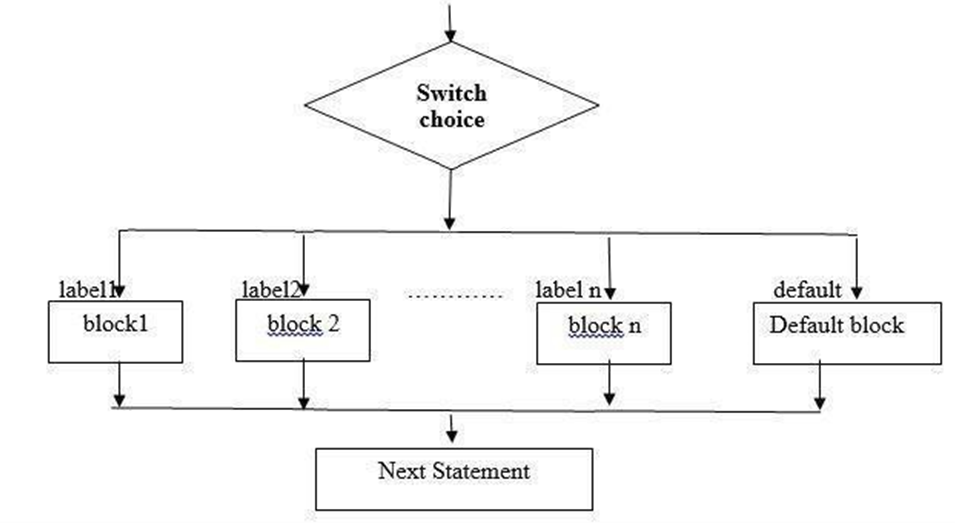 Switch
choice
label1
label2
............
label n
default
block1
block 2
block n
Default block
Next Statement